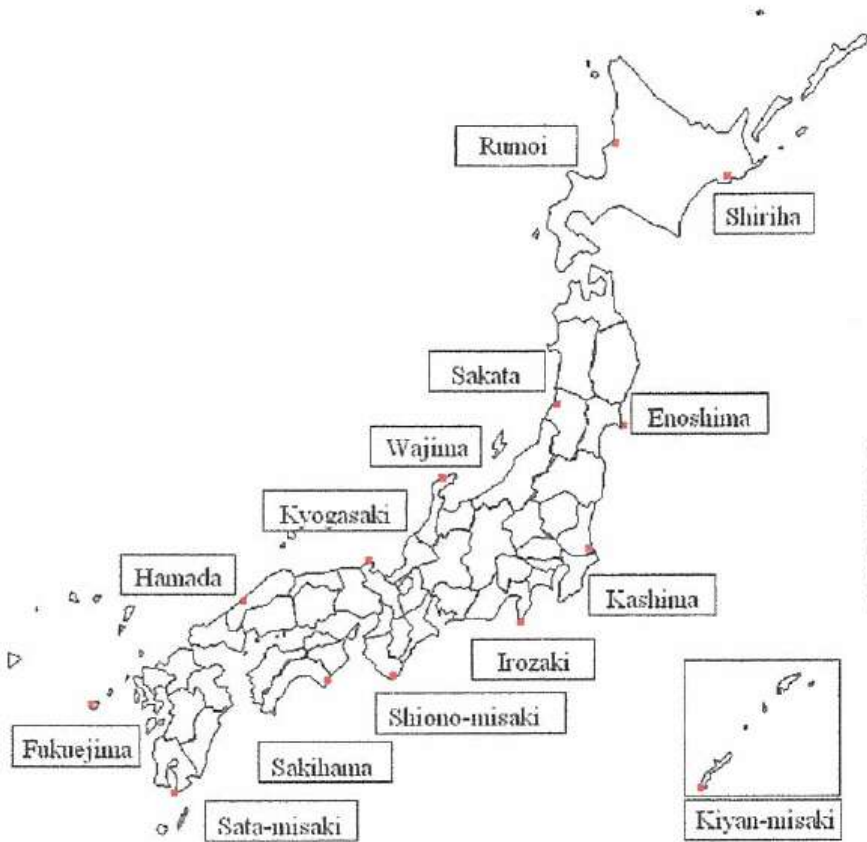 Rumoi
Shiriha
Sakata
Enoshima
Wajima
Kyogasaki
Hamada
Kashima
Irozaki
Shiono-misaki
Fukuejima
Sakihama
Kiyan-misaki
Sata-misaki